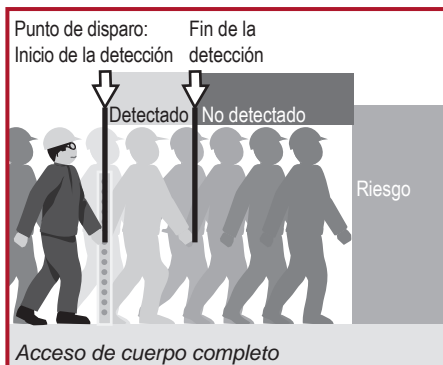 Punto de disparo:
Inicio de la detección
Fin de la
detección
Detectado
No detectado
Riesgo
Acceso de cuerpo completo